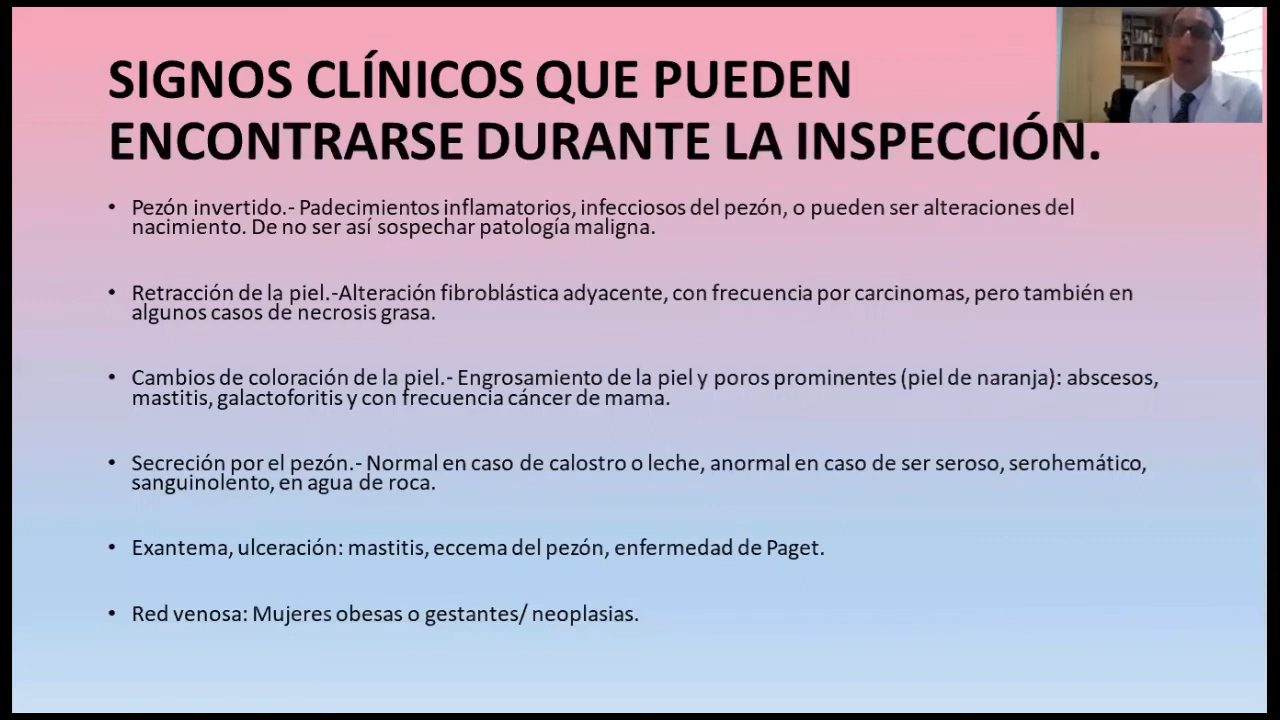 SIGNOS CLÍNICOS QUE PUEDEN
ENCONTRARSE DURANTE LA INSPECCIÓN.
• Pezón invertido.- Padecimientos inflamatorios, infecciosos del pezón, o pueden ser alteraciones del
nacimiento. De no ser así sospechar patología maligna.
• Retracción de la piel.-Alteración fibroblástica adyacente, con frecuencia por carcinomas, pero también en
algunos casos de necrosis grasa.
• Cambios de coloración de la piel.- Engrosamiento de la piel y poros prominentes (piel de naranja): abscesos,
mastitis, galactoforitis y con frecuencia cáncer de mama.
• Secreción por el pezón.- Normal en caso de calostro o leche, anormal en caso de ser seroso, serohemático,
sanguinolento, en agua de roca.
• Exantema, ulceración: mastitis, eccema del pezón, enfermedad de Paget.
• Red venosa: Mujeres obesas o gestantes/ neoplasias.